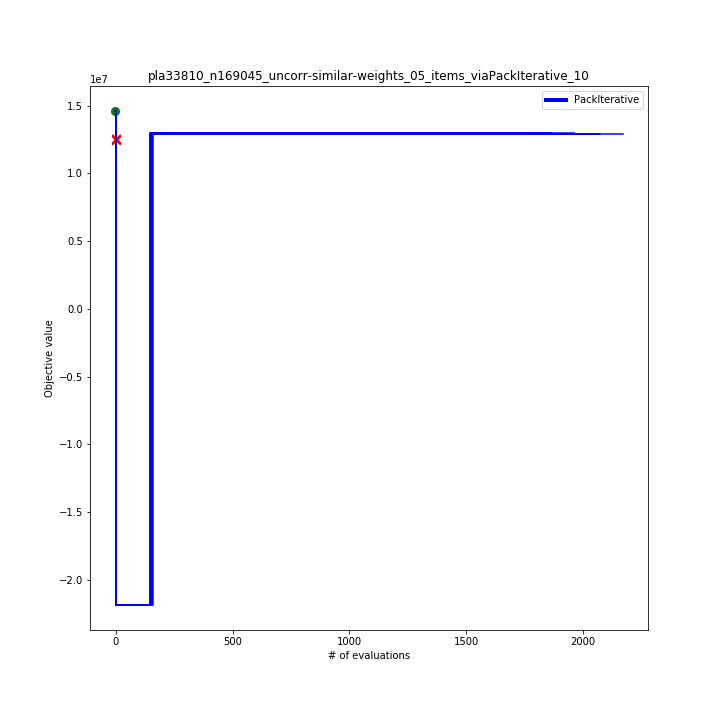 pla33810_n169045_uncorr-similar-weights_05_items_viaPackIterative_10
1e7
PackIterative
1.5
1.0
0.5
0.0
−0.5
−1.0
−1.5
−2.0
Objective value
0 500 1000 1500 2000
# of evaluations